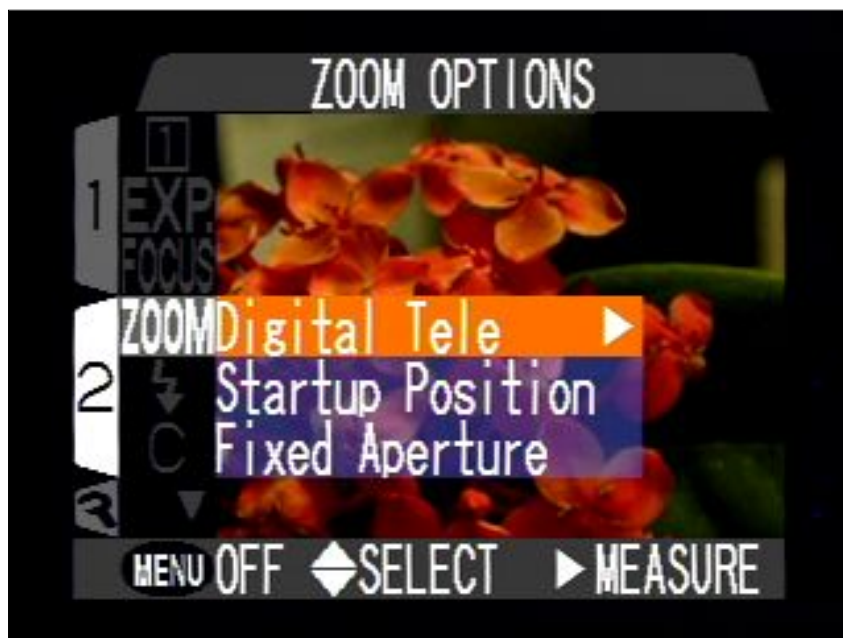 ZOOM OPTIONS
1
1
EXP.
FOCUS
ZOOM Digital Tele ▶
2
Startup Position
C Fixed Aperture
3
MENU OFF SELECT ▶ MEASURE